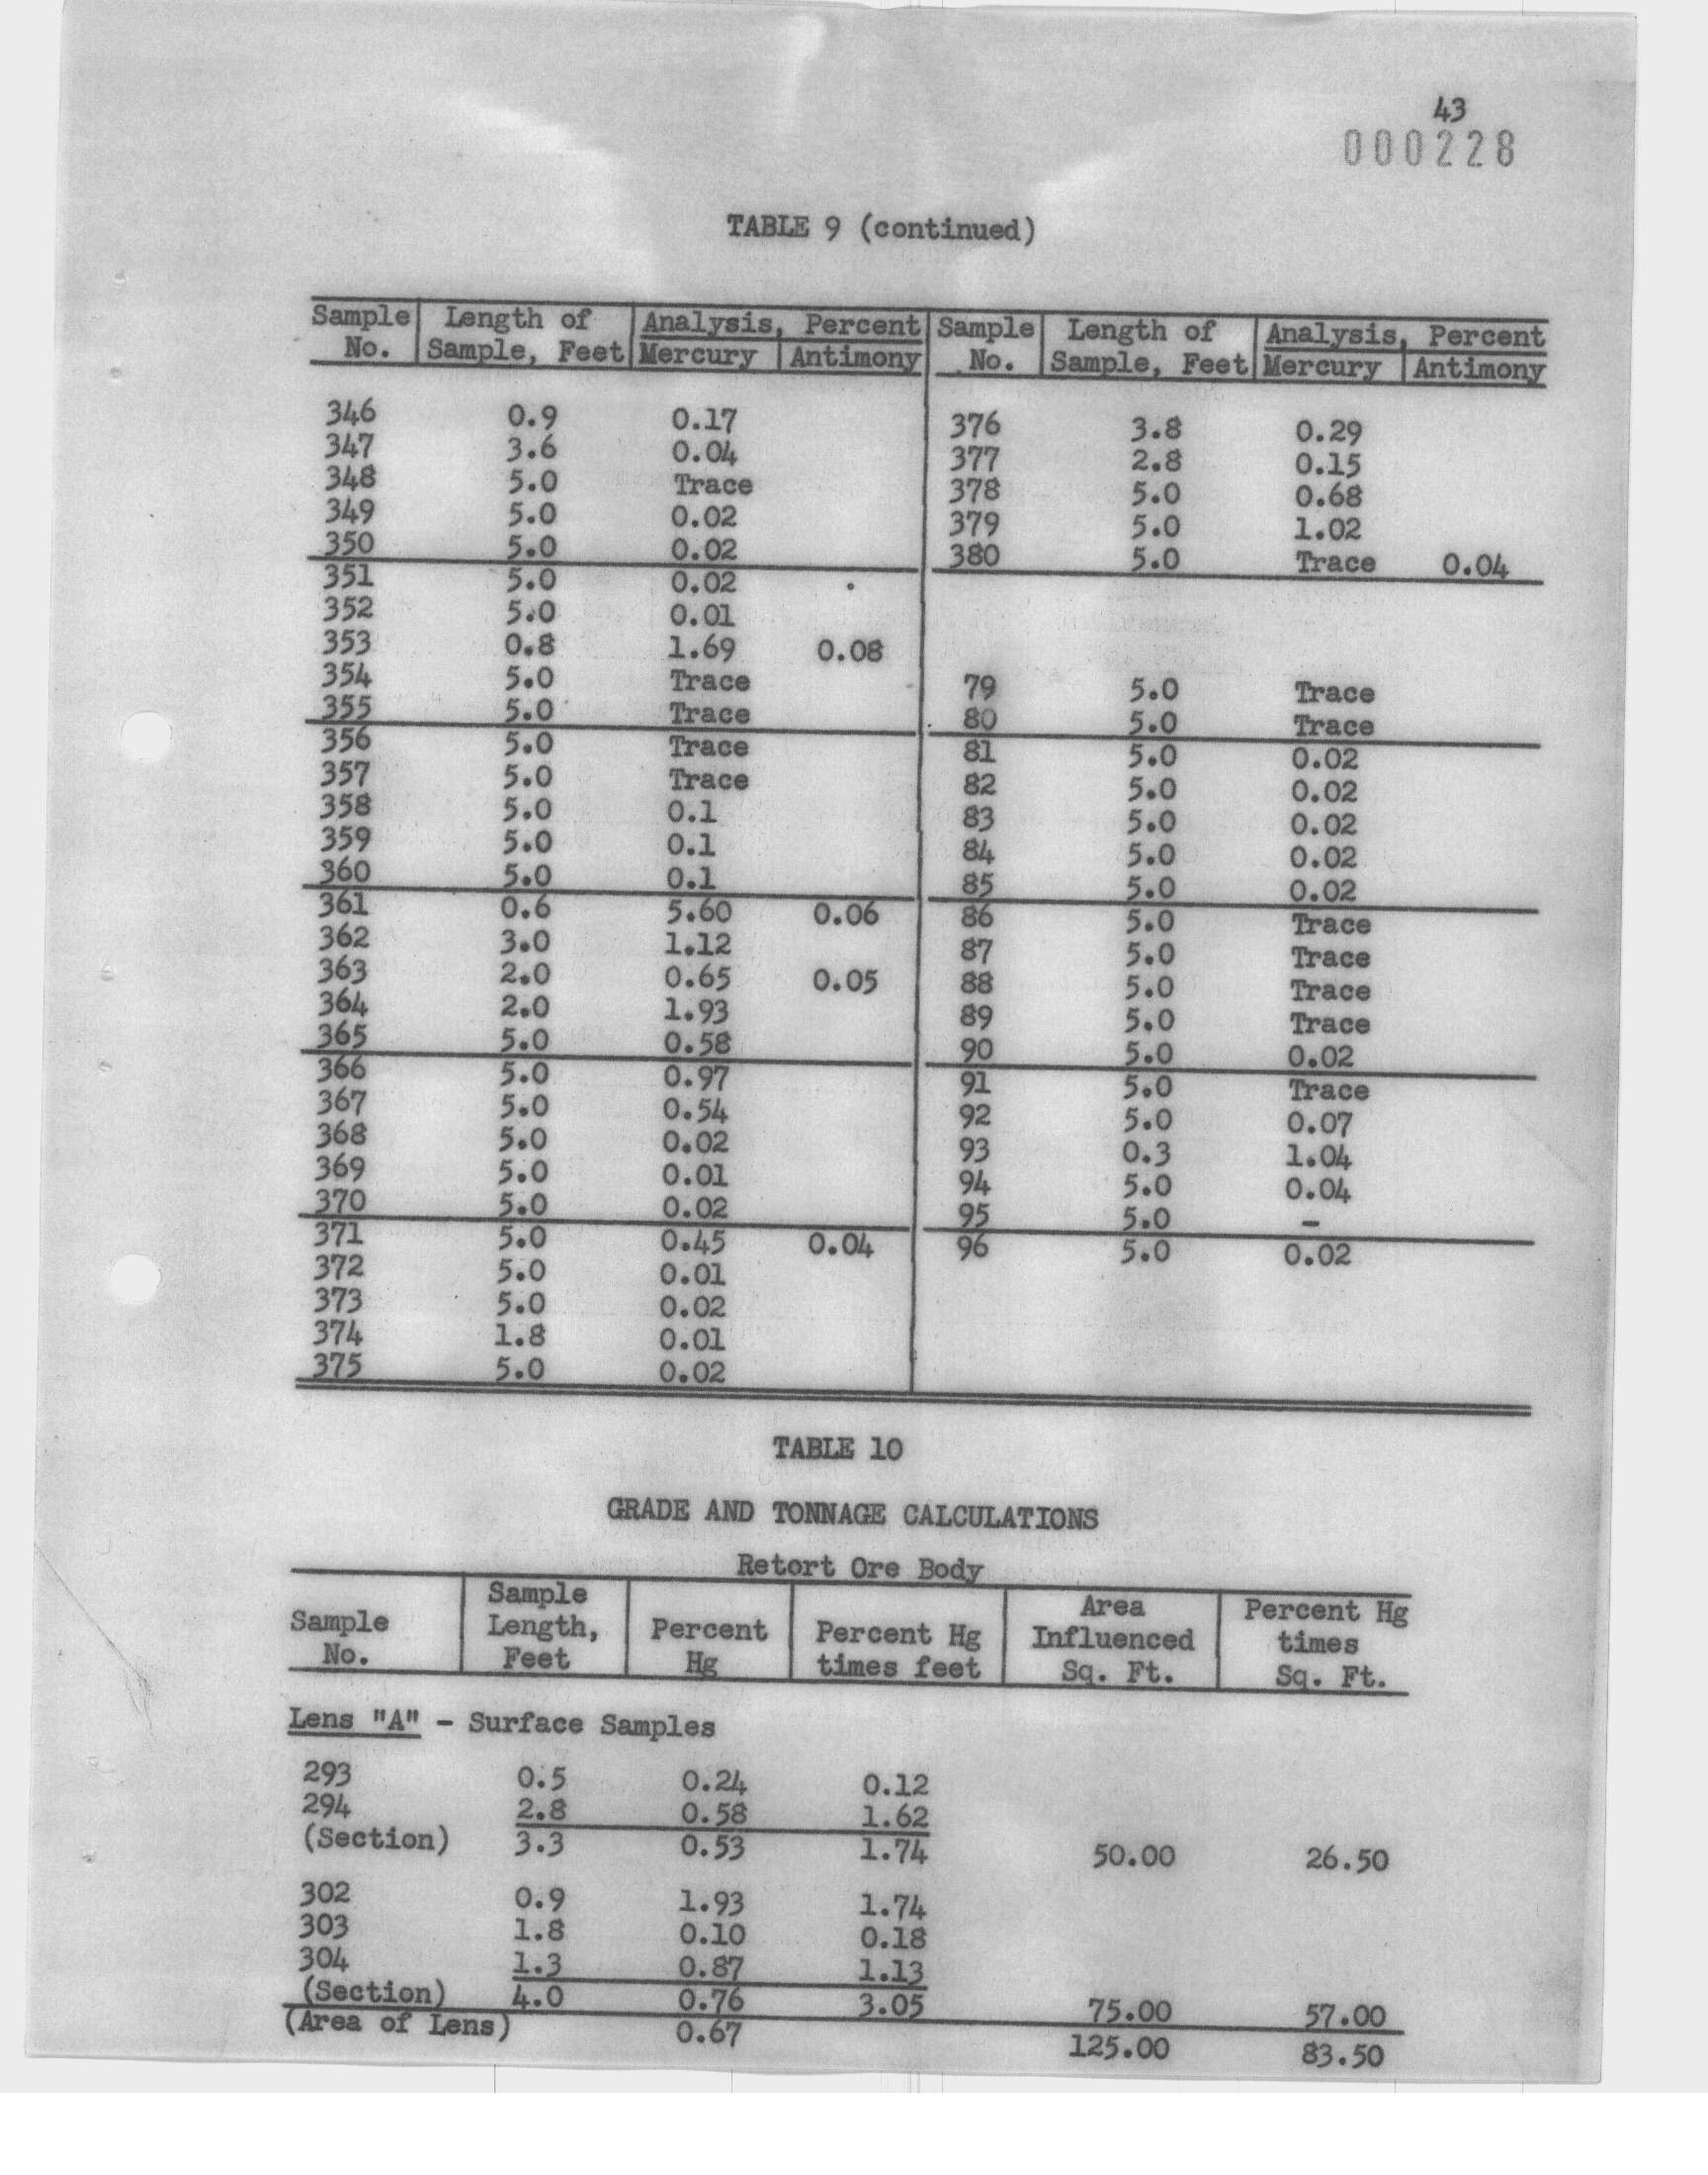 43
000228
TABLE 9 (continued)
Sample Length of Analysis, Percent Sample Length of Analysis, Percent
No. Sample, Feet Mercury Antimony No. Sample, Feet Mercury Antimony
346 0.9 0.17 376 3.8 0.29
347 3.6 0.04 377 2.8 0.15
348 5.0 Trace 378 5.0 0.68
349 5.0 0.02 379 5.0 1.02
350 5.0 0.02 380 5.0 Trace 0.04
351 5.0 0.02
352 5.0 0.01
353 0.8 1.69 0.08
354 5.0 Trace 79 5.0 Trace
355 5.0 Trace 80 5.0 Trace
356 5.0 Trace 81 5.0 0.02
357 5.0 Trace 82 5.0 0.02
358 5.0 0.1 83 5.0 0.02
359 5.0 0.1 84 5.0 0.02
360 5.0 0.1 85 5.0 0.02
361 0.6 5.60 0.06 86 5.0 Trace
362 3.0 1.12 87 5.0 Trace
363 2.0 0.65 0.05 88 5.0 Trace
364 2.0 1.93 89 5.0 Trace
365 5.0 0.58 90 5.0 0.02
366 5.0 0.97 91 5.0 Trace
367 5.0 0.54 92 5.0 0.07
368 5.0 0.02 93 0.3 1.04
369 5.0 0.01 94 5.0 0.04
370 5.0 0.02 95 5.0 -
371 5.0 0.45 0.04 96 5.0 0.02
372 5.0 0.01
373 5.0 0.02
374 1.8 0.01
375 5.0 0.02
TABLE 10
GRADE AND TONNAGE CALCULATIONS
Retort Ore Body
Sample Area Percent Hg
Sample Length, Percent Percent Hg Influenced times
No. Feet Hg times feet Sq. Ft. Sq. Ft.
Lens "A" - Surface Samples
293 0.5 0.24 0.12
294 2.8 0.58 1.62
(Section) 3.3 0.53 1.74 50.00 26.50
302 0.9 1.93 1.74
303 1.8 0.10 0.18
304 1.3 0.87 1.13
(Section) 4.0 0.76 3.05 75.00 57.00
(Area of Lens) 0.67 125.00 83.50